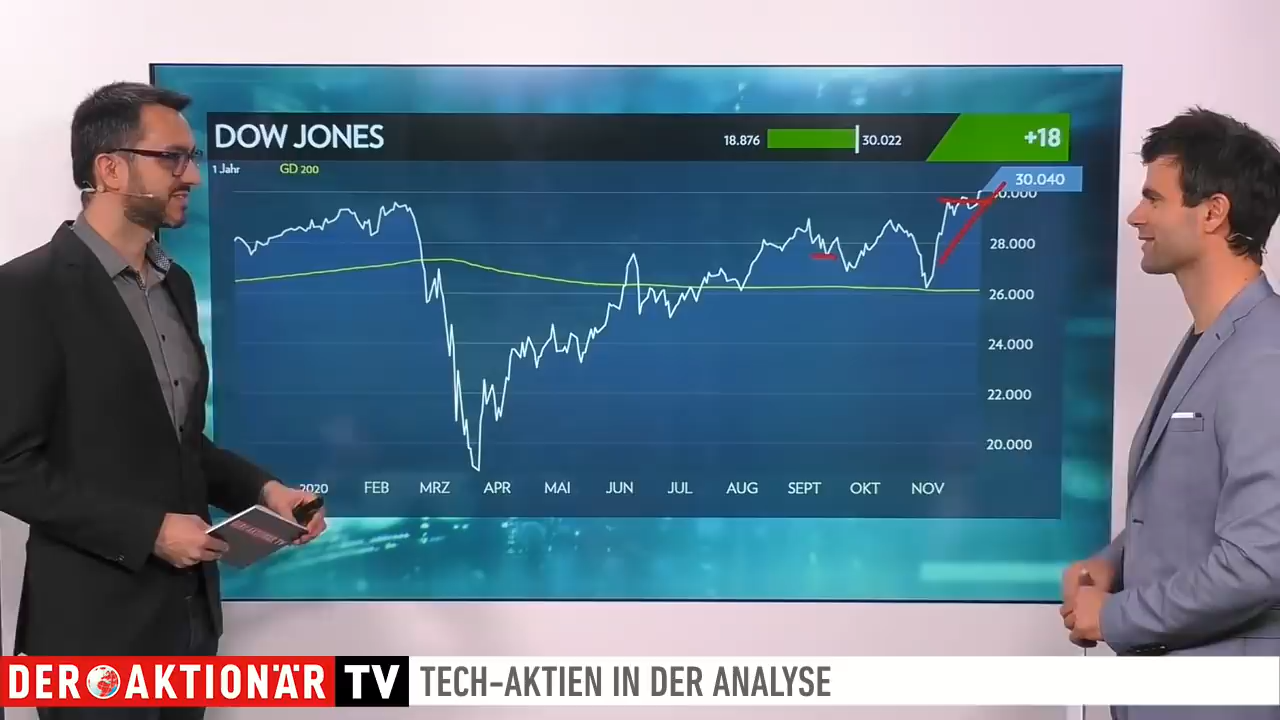 DOW JONES
18.876
30.022
+18
1 Jahr
GD 200
30.040
28.000
26.000
24.000
22.000
20.000
2020
FEB
MRZ
APR
MAI
JUN
JUL
AUG
SEPT
OKT
NOV
DER AKTIONÄR TV
TECH-AKTIEN IN DER ANALYSE